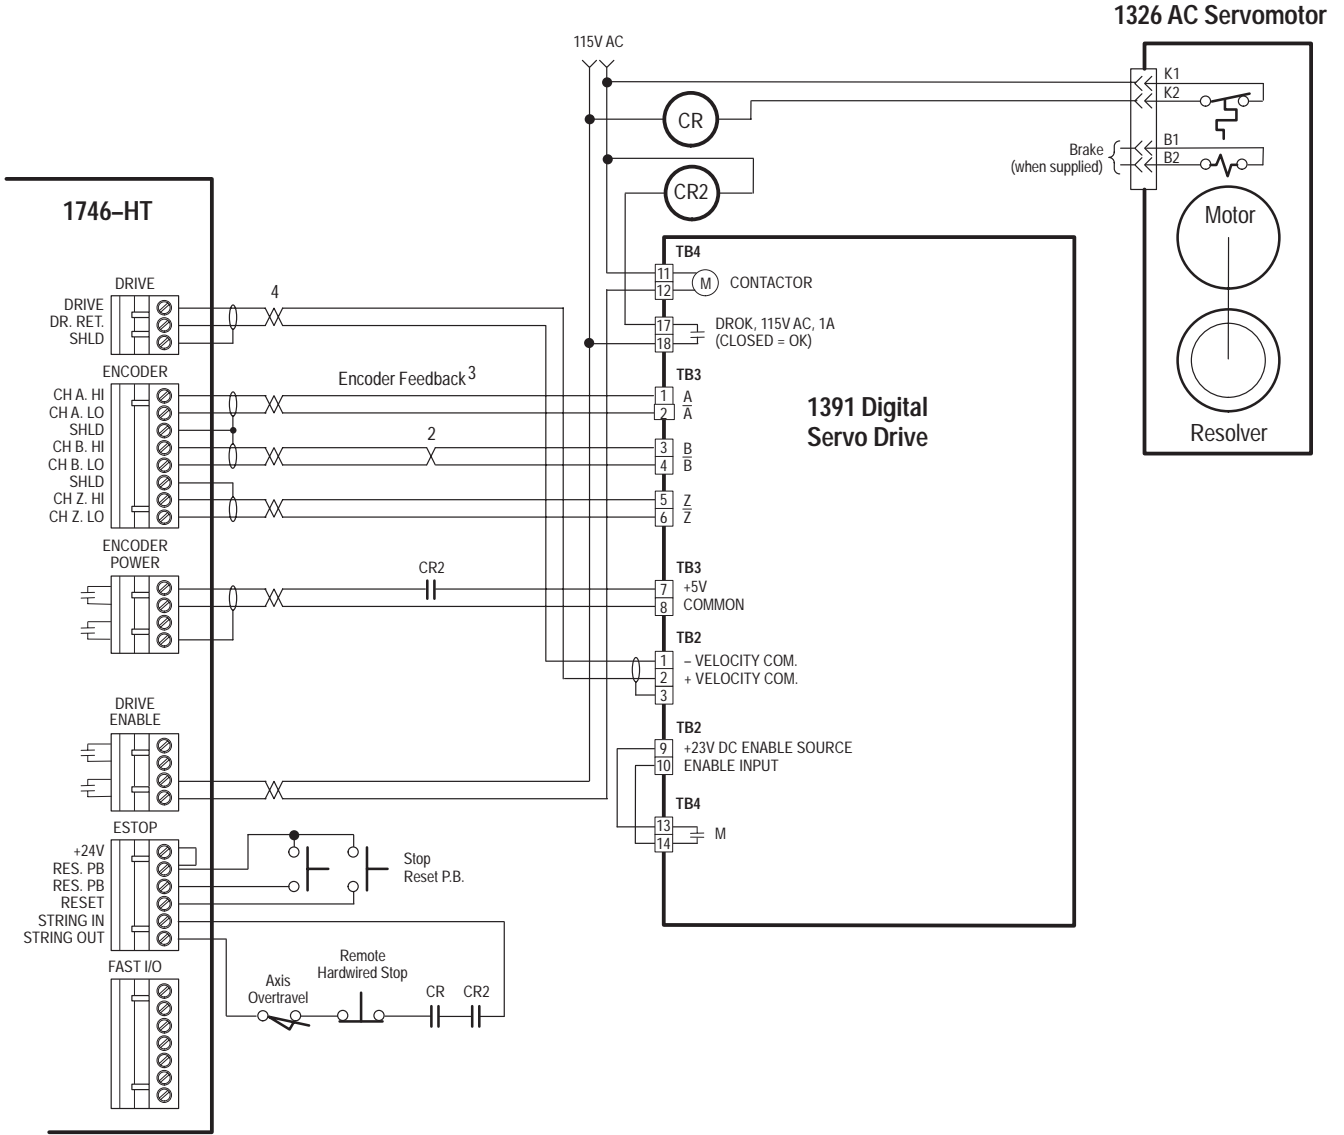 1326 AC Servomotor
115V AC
K1
K2
CR
B1
B2
Brake
(when supplied)
CR2
Motor
Resolver
1746–HT
DRIVE
DRIVE
DR. RET.
SHLD
4
ENCODER
CH A. HI
CH A. LO
SHLD
CH B. HI
CH B. LO
SHLD
CH Z. HI
CH Z. LO
Encoder Feedback 3
2
ENCODER
POWER
CR2
DRIVE
ENABLE
ESTOP
+24V
RES. PB
RES. PB
RESET
STRING IN
STRING OUT
Stop
Reset P.B.
FAST I/O
Axis
Overtravel
Remote
Hardwired Stop
CR
CR2
TB4
11
12
M
CONTACTOR
17
18
DROK, 115V AC, 1A
(CLOSED = OK)
TB3
1 A
2 A̅
3 B
4 B̅
5 Z
6 Z̅
1391 Digital
Servo Drive
TB3
7 +5V
8 COMMON
TB2
1 – VELOCITY COM.
2 + VELOCITY COM.
3
TB2
9 +23V DC ENABLE SOURCE
10 ENABLE INPUT
TB4
13
14
M